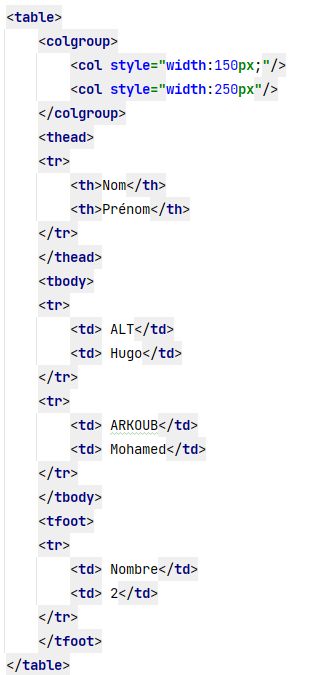 <table>
<colgroup>
<col style="width:150px;"/>
<col style="width:250px"/>
</colgroup>
<thead>
<tr>
<th>Nom</th>
<th>Prénom</th>
</tr>
</thead>
<tbody>
<tr>
<td> ALT</td>
<td> Hugo</td>
</tr>
<tr>
<td> ARKOUB</td>
<td> Mohamed</td>
</tr>
</tbody>
<tfoot>
<tr>
<td> Nombre</td>
<td> 2</td>
</tr>
</tfoot>
</table>